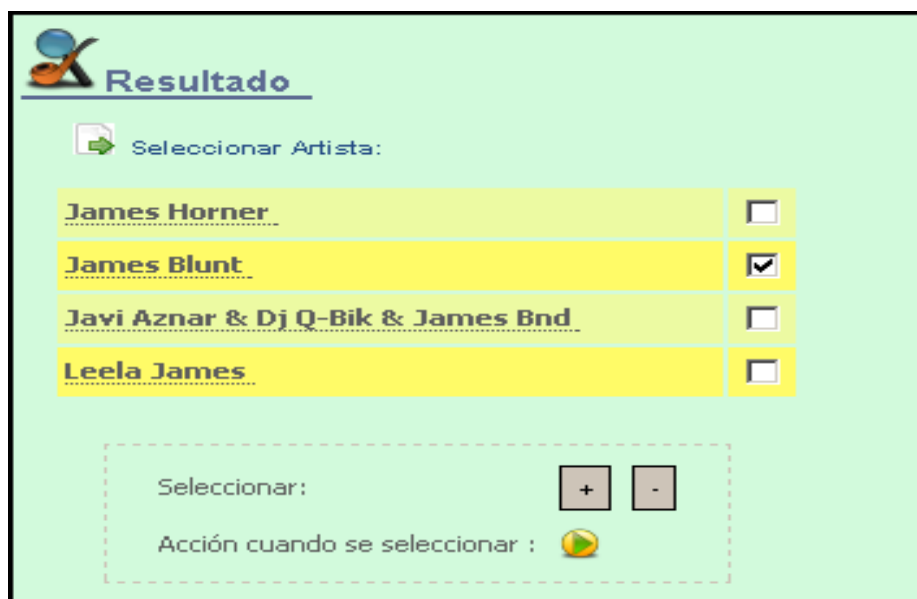 Resultado
Seleccionar Artista:
James Horner
James Blunt
Javi Aznar & Dj Q-Bik & James Bnd
Leela James
Seleccionar: + -
Acción cuando se seleccionar :